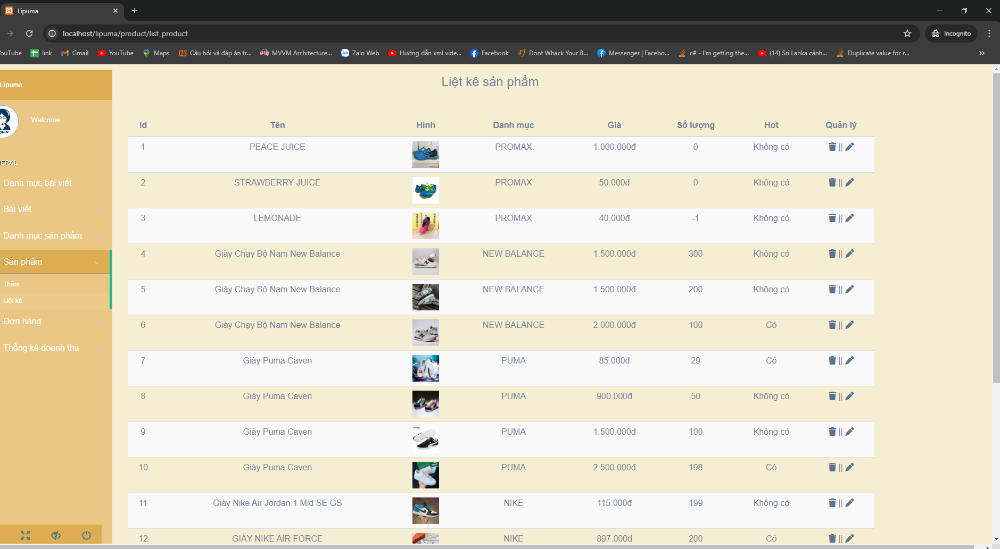 Lipuma
localhost/lipuma/product/list_product
Incognito
ouTube link Gmail YouTube Maps Câu hỏi và đáp án tr... MVVM Architecture... Zalo Web Hướng dẫn xml vide... Facebook Dont Whack Your B... Messenger | Facebo... c# - I'm getting the... (14) Sri Lanka cảnh... Duplicate value for r...
Lipuma
Welcome
ERAL
Danh mục bài viết
Bài viết
Danh mục sản phẩm
Sản phẩm
Thêm
Liệt kê
Đơn hàng
Thống kê doanh thu
Liệt kê sản phẩm
Id Tên Hình Danh mục Giá Số lượng Hot Quản lý
1 PEACE JUICE PROMAX 1.000.000đ 0 Không có ||
2 STRAWBERRY JUICE PROMAX 50.000đ 0 Không có ||
3 LEMONADE PROMAX 40.000đ -1 Không có ||
4 Giày Chạy Bộ Nam New Balance NEW BALANCE 1.500.000đ 300 Không có ||
5 Giày Chạy Bộ Nam New Balance NEW BALANCE 1.500.000đ 200 Không có ||
6 Giày Chạy Bộ Nam New Balance NEW BALANCE 2.000.000đ 100 Có ||
7 Giày Puma Caven PUMA 85.000đ 29 Có ||
8 Giày Puma Caven PUMA 900.000đ 50 Không có ||
9 Giày Puma Caven PUMA 1.500.000đ 100 Không có ||
10 Giày Puma Caven PUMA 2.500.000đ 198 Có ||
11 Giày Nike Air Jordan 1 Mid SE GS NIKE 115.000đ 199 Không có ||
12 GIÀY NIKE AIR FORCE NIKE 897.000đ 200 Có ||